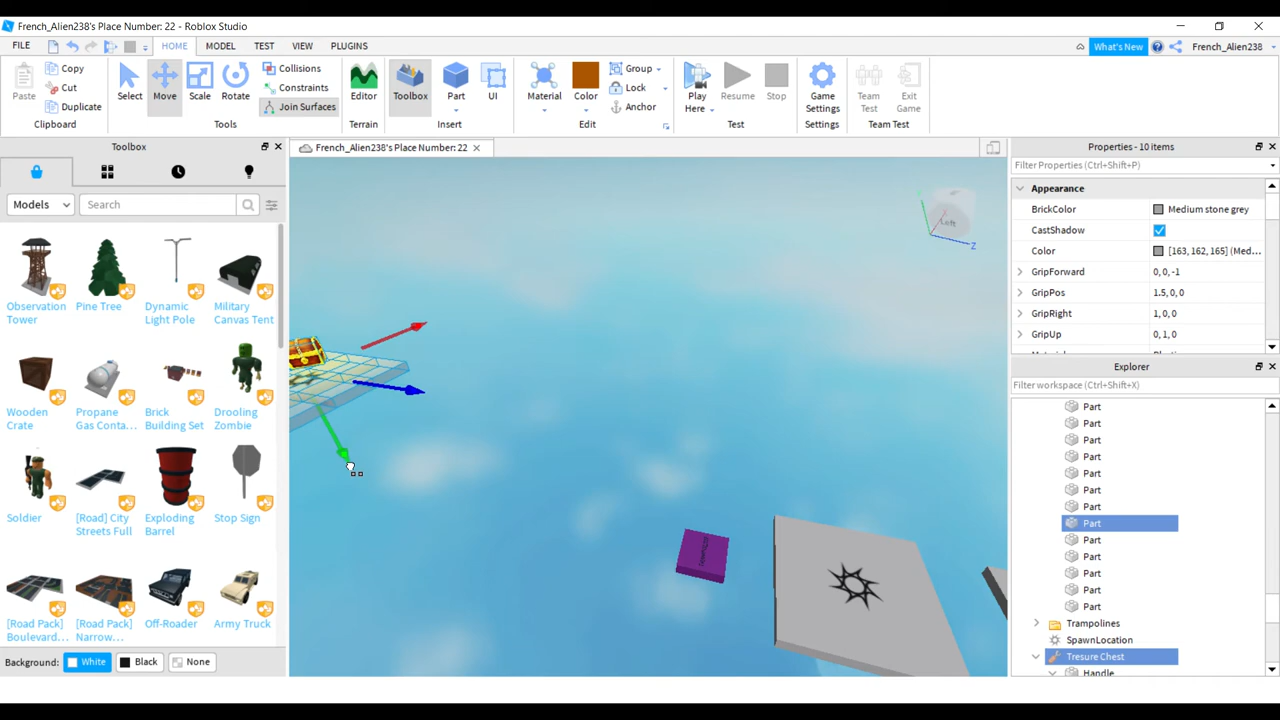 French_Alien238's Place Number: 22 - Roblox Studio
FILE HOME MODEL TEST VIEW PLUGINS What's New French_Alien238
Paste Copy Cut Duplicate Clipboard
Select Move Scale Rotate Collisions Constraints Join Surfaces Tools
Editor Terrain
Toolbox Part UI Insert
Material Color Group Lock Anchor Edit
Play Here Resume Stop Test
Game Settings Settings
Team Test Exit Game Team Test
Toolbox
French_Alien238's Place Number: 22
Models Search
Observation Tower
Pine Tree
Dynamic Light Pole
Military Canvas Tent
Wooden Crate
Propane Gas Conta...
Brick Building Set
Drooling Zombie
Soldier
[Road] City Streets Full
Exploding Barrel
Stop Sign
[Road Pack] Boulevard...
[Road Pack] Narrow...
Off-Roader
Army Truck
Background: White Black None
Left
Z
Properties - 10 items
Filter Properties (Ctrl+Shift+P)
Appearance
BrickColor Medium stone grey
CastShadow
Color [163, 162, 165] (Med...
GripForward 0, 0, -1
GripPos 1.5, 0, 0
GripRight 1, 0, 0
GripUp 0, 1, 0
Explorer
Filter workspace (Ctrl+Shift+X)
Part
Part
Part
Part
Part
Part
Part
Part
Part
Part
Part
Part
Part
Trampolines
SpawnLocation
Tresure Chest
Handle